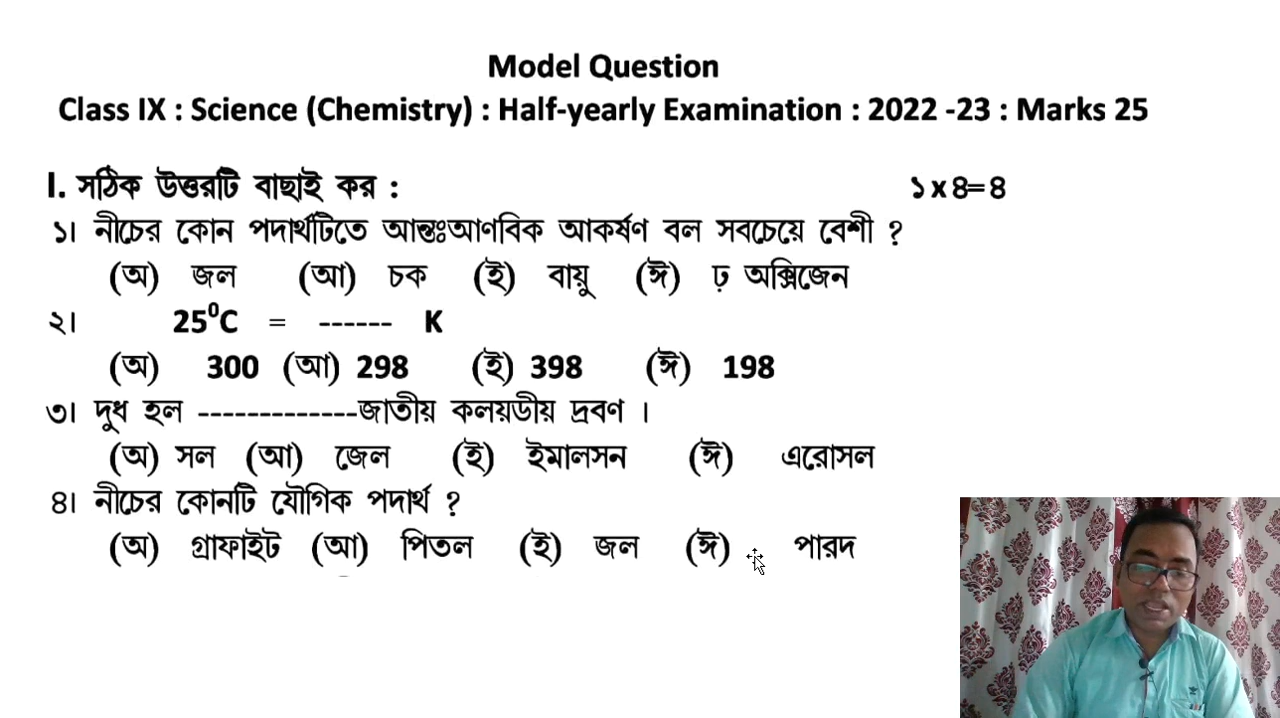 Model Question
Class IX : Science (Chemistry) : Half-yearly Examination : 2022 -23 : Marks 25
I. সঠিক উত্তরটি বাছাই কর : ১x৪=৪
১। নীচের কোন পদার্থটিতে আন্তঃআণবিক আকর্ষণ বল সবচেয়ে বেশী ?
(অ) জল (আ) চক (ই) বায়ু (ঈ) ঢ় অক্সিজেন
২। 25⁰C = ------ K
(অ) 300 (আ) 298 (ই) 398 (ঈ) 198
৩। দুধ হল -------------জাতীয় কলয়ডীয় দ্রবণ ।
(অ) সল (আ) জেল (ই) ইমালসন (ঈ) এরোসল
৪। নীচের কোনটি যৌগিক পদার্থ ?
(অ) গ্রাফাইট (আ) পিতল (ই) জল (ঈ) পারদ